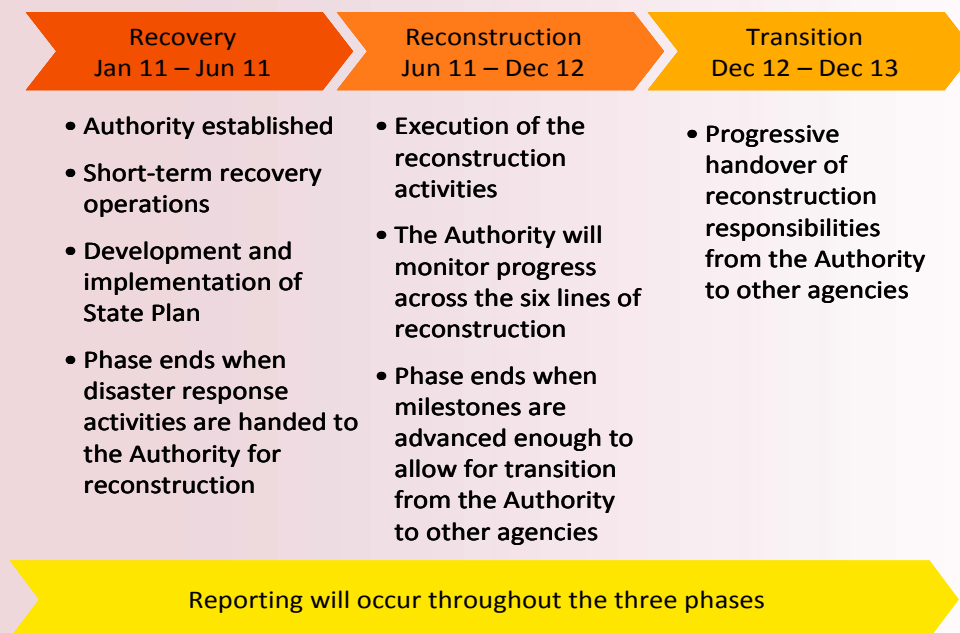 Recovery
Jan 11 – Jun 11
• Authority established
• Short-term recovery
operations
• Development and
implementation of
State Plan
• Phase ends when
disaster response
activities are handed to
the Authority for
reconstruction
Reconstruction
Jun 11 – Dec 12
• Execution of the
reconstruction
activities
• The Authority will
monitor progress
across the six lines of
reconstruction
• Phase ends when
milestones are
advanced enough to
allow for transition
from the Authority
to other agencies
Transition
Dec 12 – Dec 13
• Progressive
handover of
reconstruction
responsibilities
from the Authority
to other agencies
Reporting will occur throughout the three phases